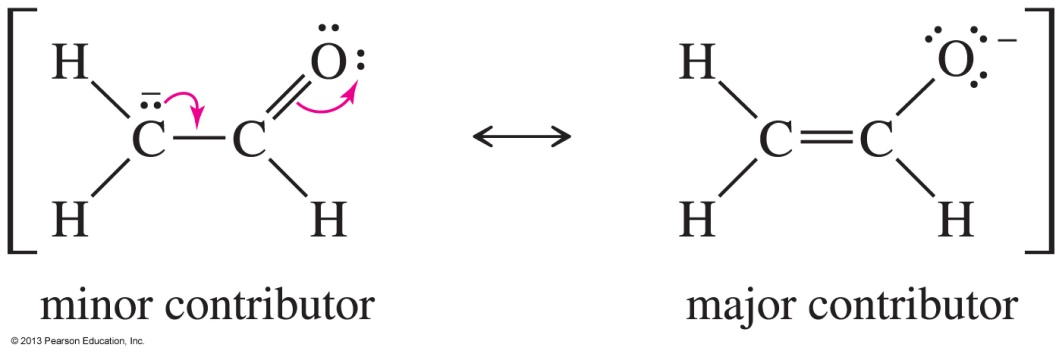 H H C C O H
H H C C O – H
minor contributor
major contributor
© 2013 Pearson Education, Inc.